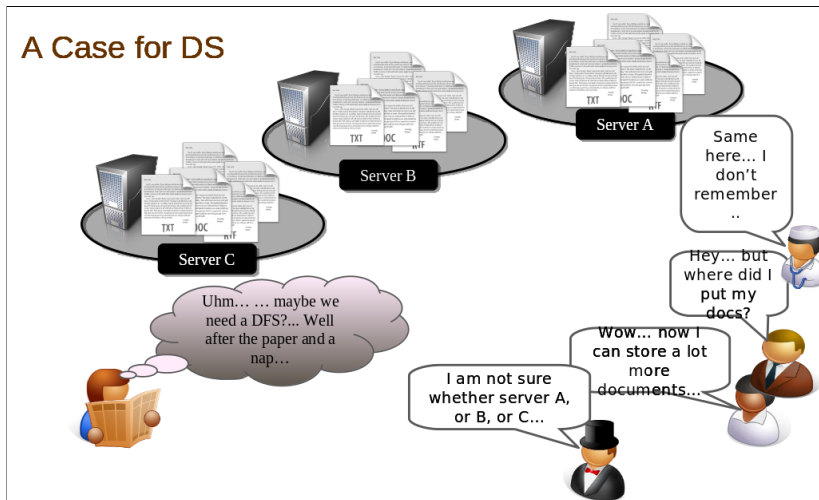 A Case for DS
Server A
Server B
Server C
TXT
DOC
RTF
TXT
DOC
RTF
TXT
DOC
RTF
Same
here... I
don't
remember
..
Hey... but
where did I
put my
docs?
Wow... now I
can store a lot
more
documents...
I am not sure
whether server A,
or B, or C...
Uhm... ... maybe we
need a DFS?... Well
after the paper and a
nap...